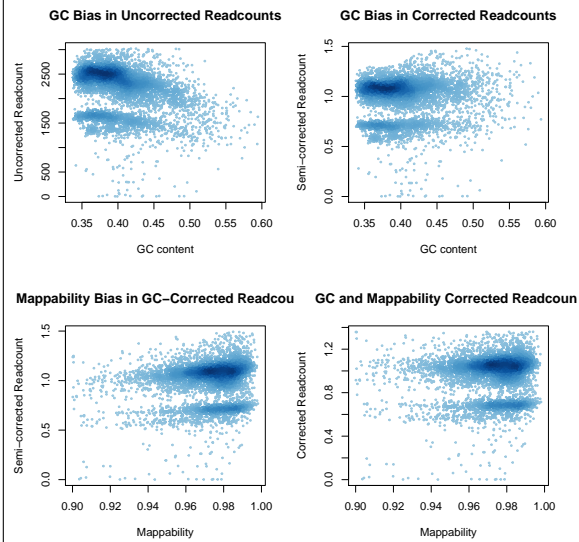 GC Bias in Uncorrected Readcounts
Uncorrected Readcount
0 500 1500 2500
0.35 0.40 0.45 0.50 0.55 0.60
GC content
GC Bias in Corrected Readcounts
Semi−corrected Readcount
0.0 0.5 1.0 1.5
0.35 0.40 0.45 0.50 0.55 0.60
GC content
Mappability Bias in GC−Corrected Readcou
Semi−corrected Readcount
0.0 0.5 1.0 1.5
0.90 0.92 0.94 0.96 0.98 1.00
Mappability
GC and Mappability Corrected Readcoun
Corrected Readcount
0.0 0.4 0.8 1.2
0.90 0.92 0.94 0.96 0.98 1.00
Mappability